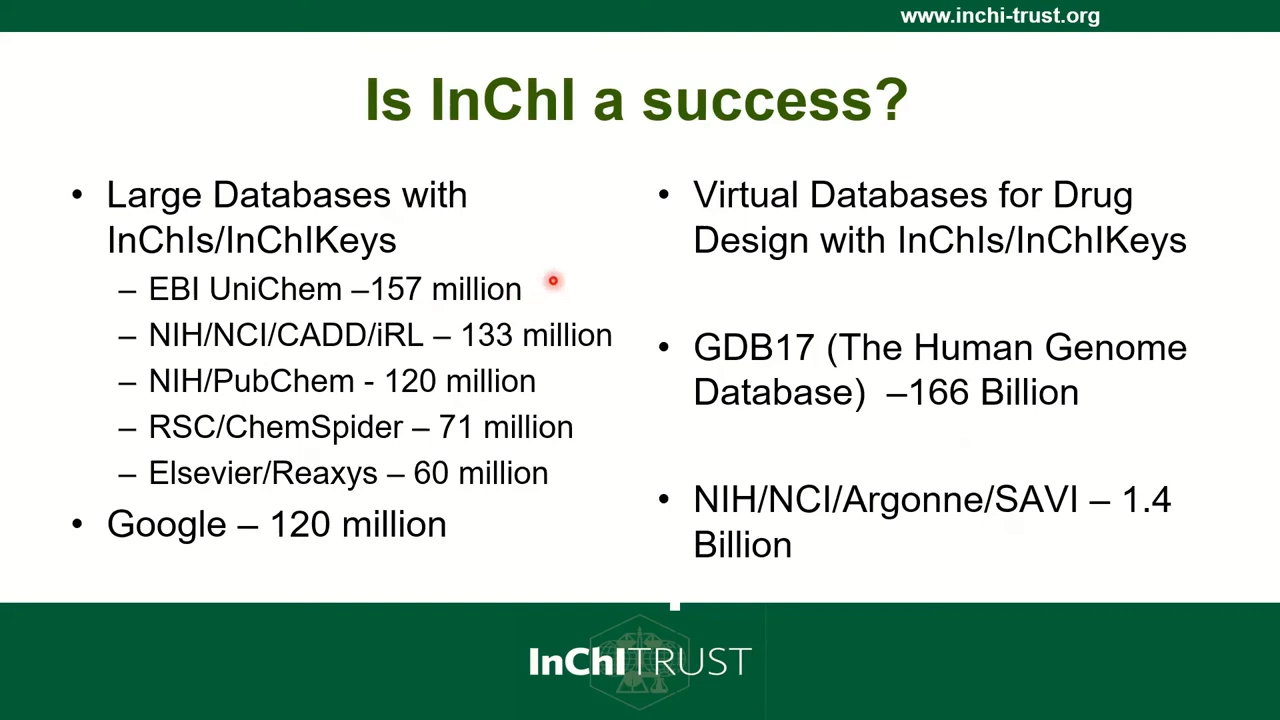 www.inchi-trust.org
Is InChI a success?
• Large Databases with
InChIs/InChIKeys
– EBI UniChem –157 million
– NIH/NCI/CADD/iRL – 133 million
– NIH/PubChem - 120 million
– RSC/ChemSpider – 71 million
– Elsevier/Reaxys – 60 million
• Google – 120 million
• Virtual Databases for Drug
Design with InChIs/InChIKeys
• GDB17 (The Human Genome
Database) –166 Billion
• NIH/NCI/Argonne/SAVI – 1.4
Billion
InChITRUST